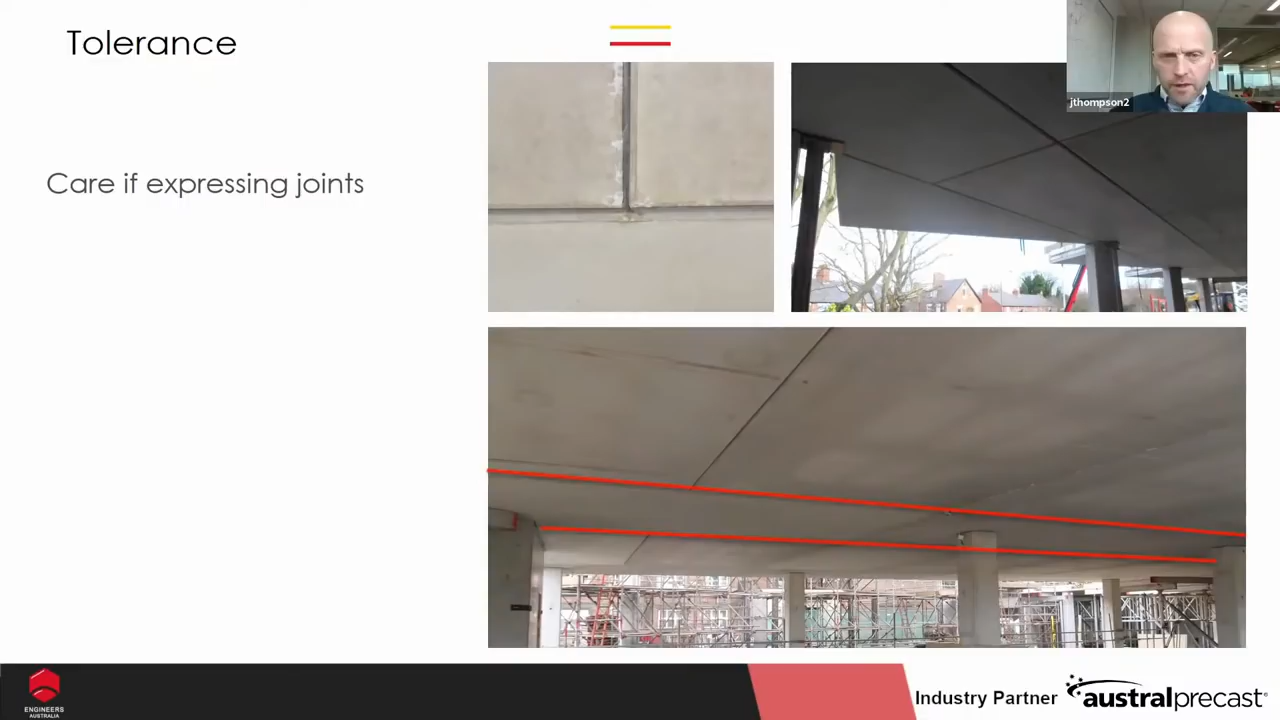 Tolerance
jthompson2
Care if expressing joints
ENGINEERS
AUSTRALIA
Industry Partner
australprecast